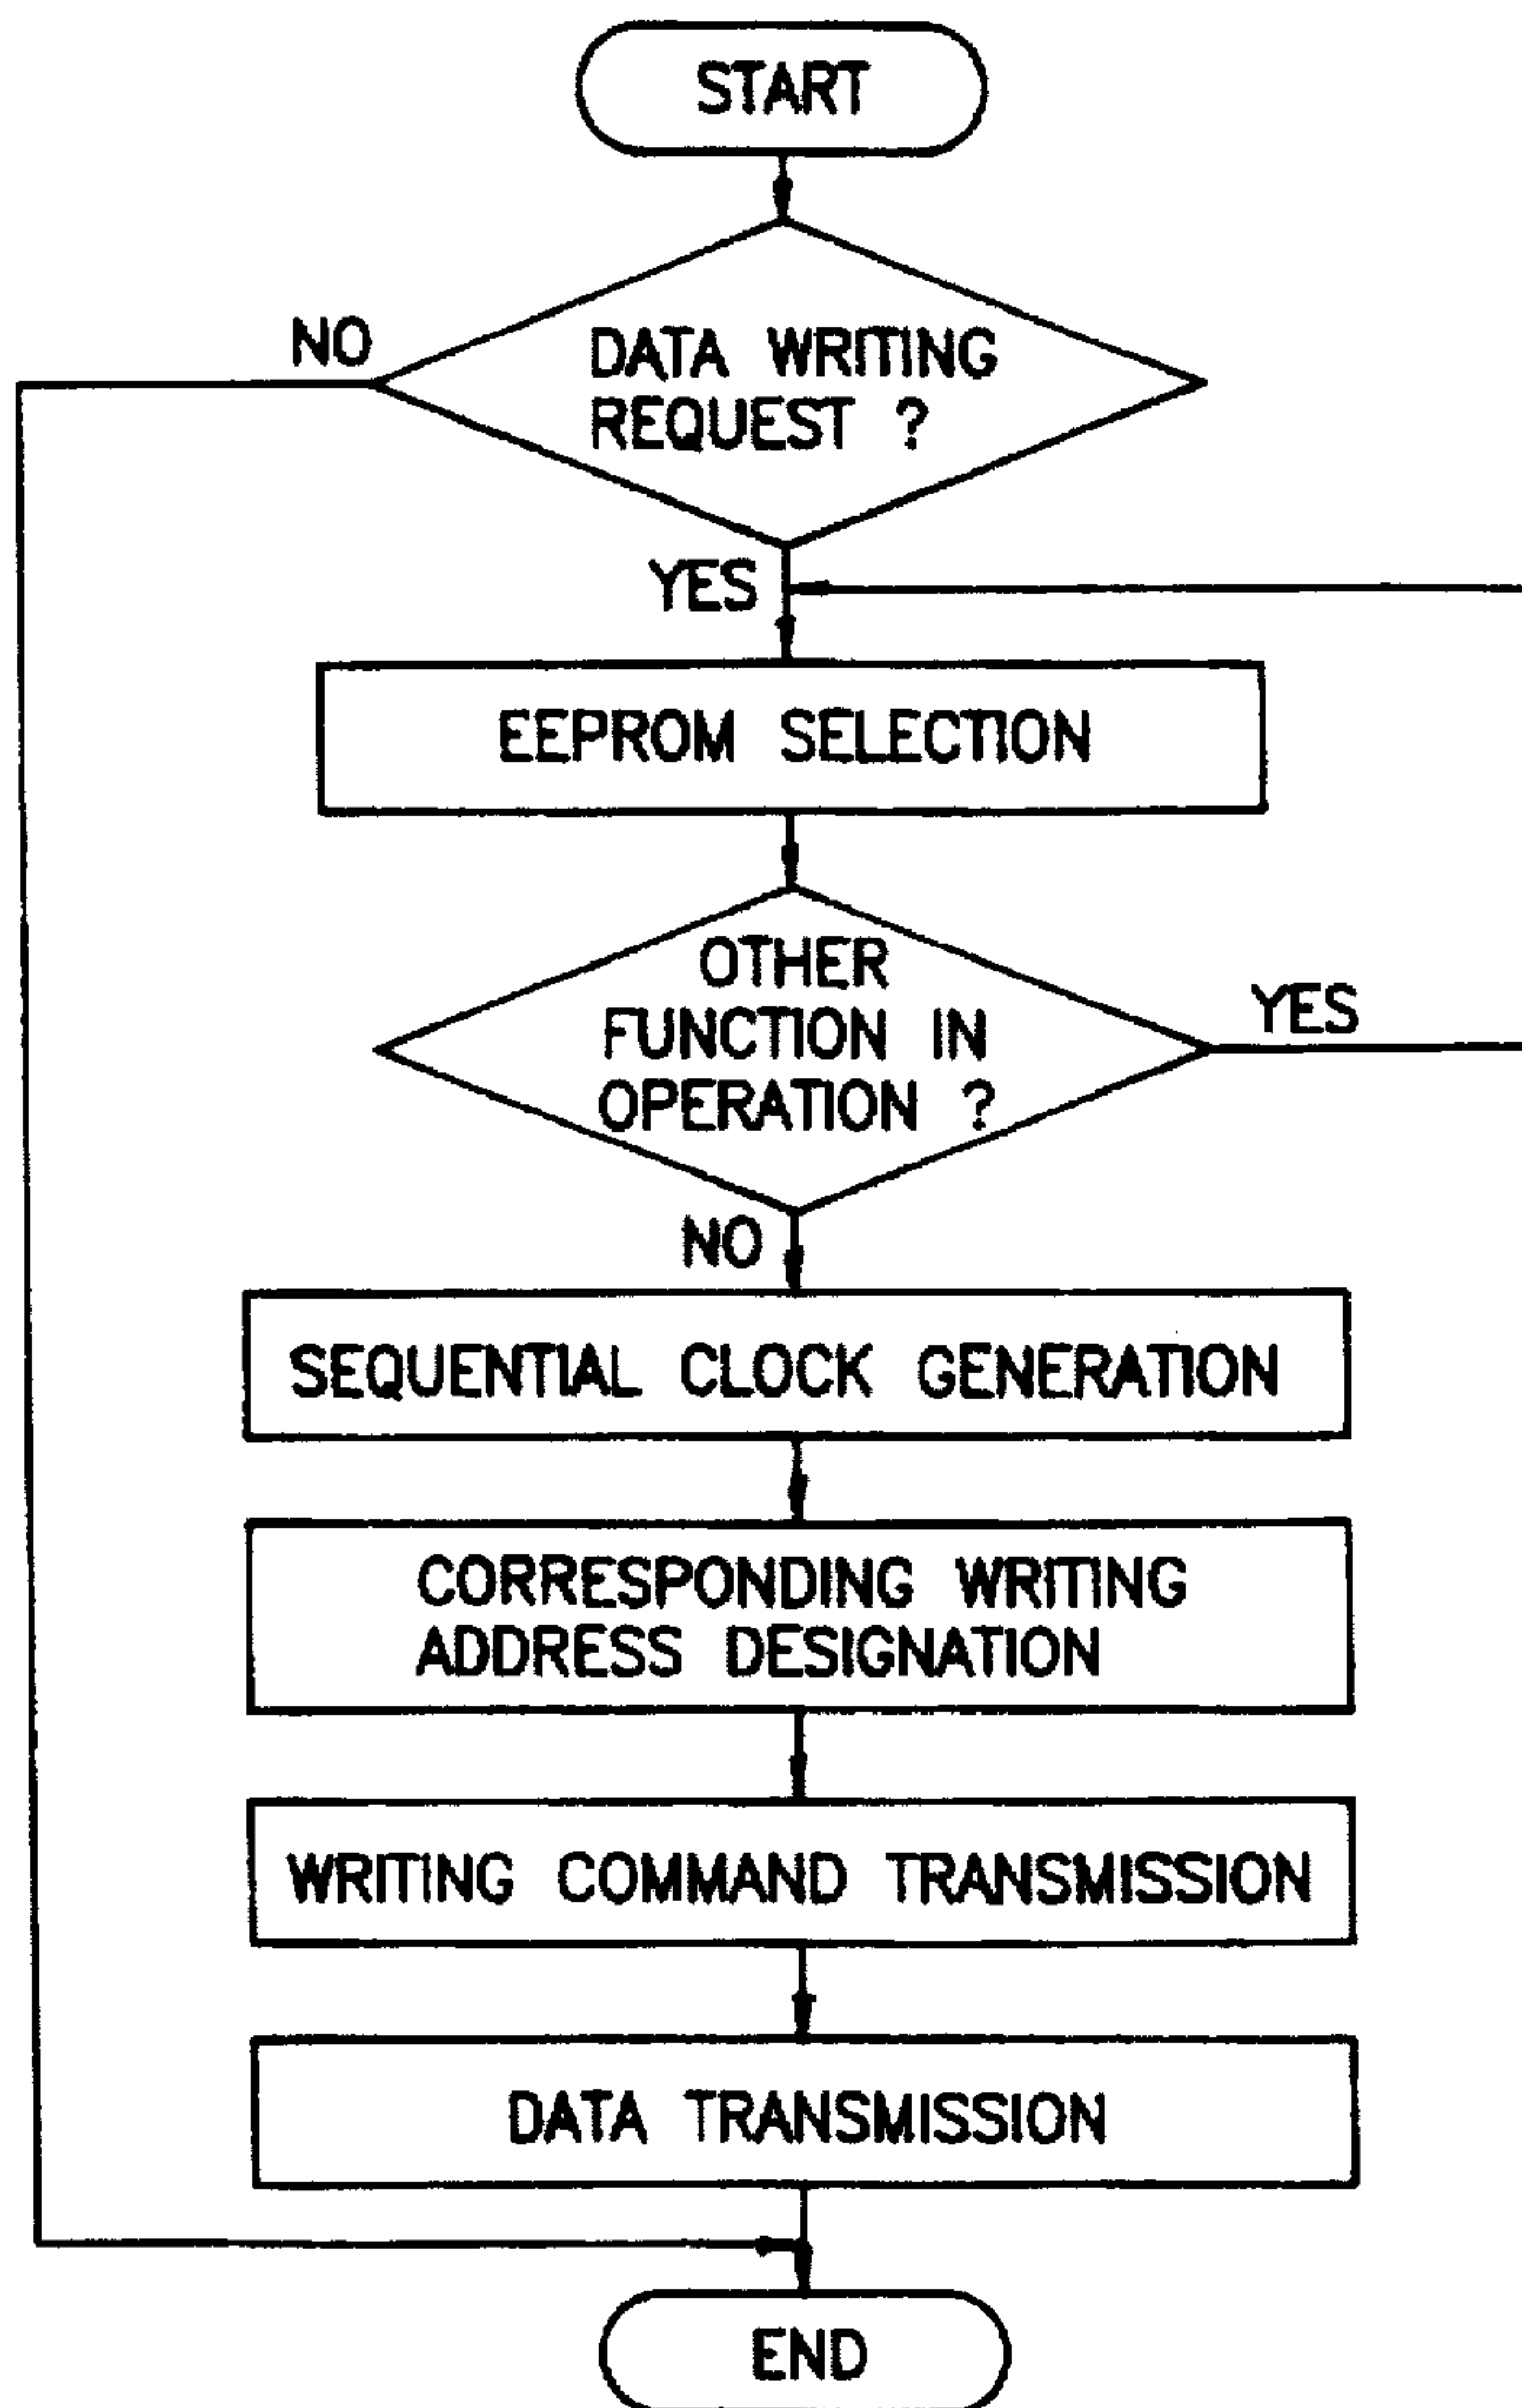 START
NO
DATA WRITING
REQUEST ?
YES
EEPROM SELECTION
OTHER
FUNCTION IN
OPERATION ?
YES
NO
SEQUENTIAL CLOCK GENERATION
CORRESPONDING WRITING
ADDRESS DESIGNATION
WRITING COMMAND TRANSMISSION
DATA TRANSMISSION
END